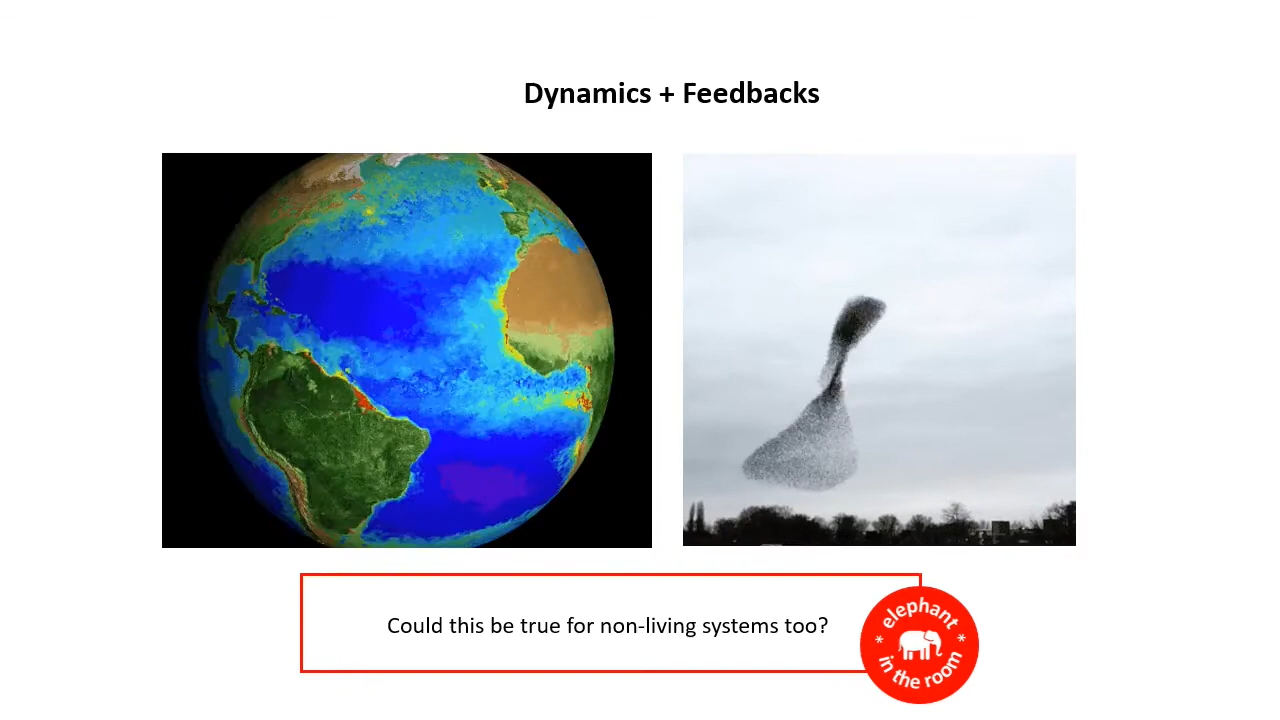 Dynamics + Feedbacks
Could this be true for non-living systems too?
* elephant *
in the room